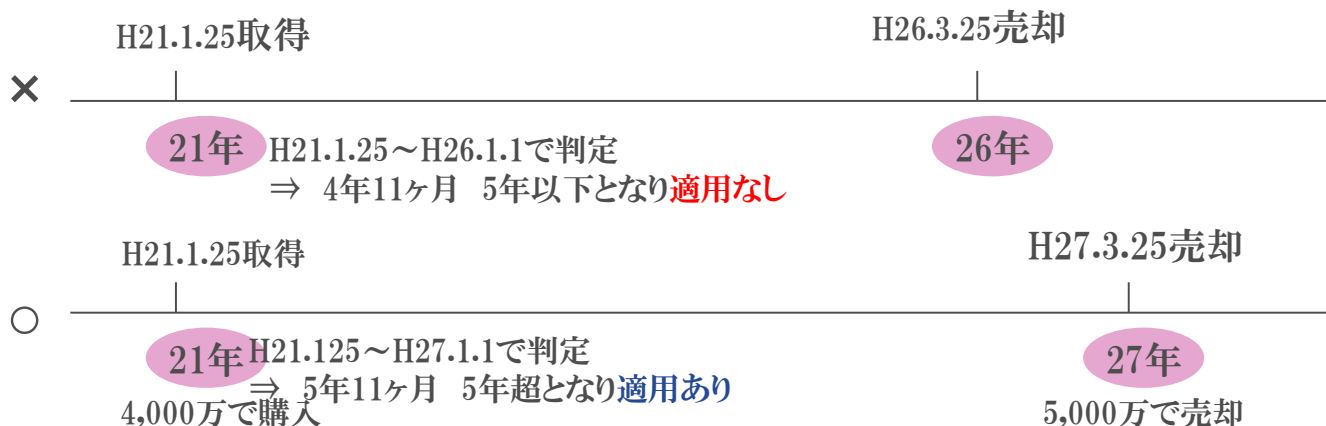 H21.1.25取得
H26.3.25売却
×
21年
H21.1.25～H26.1.1で判定
26年
⇒ 4年11ヶ月 5年以下となり適用なし
H21.1.25取得
H27.3.25売却
○
21年
H21.125～H27.1.1で判定
27年
⇒ 5年11ヶ月 5年超となり適用あり
4,000万で購入
5,000万で売却